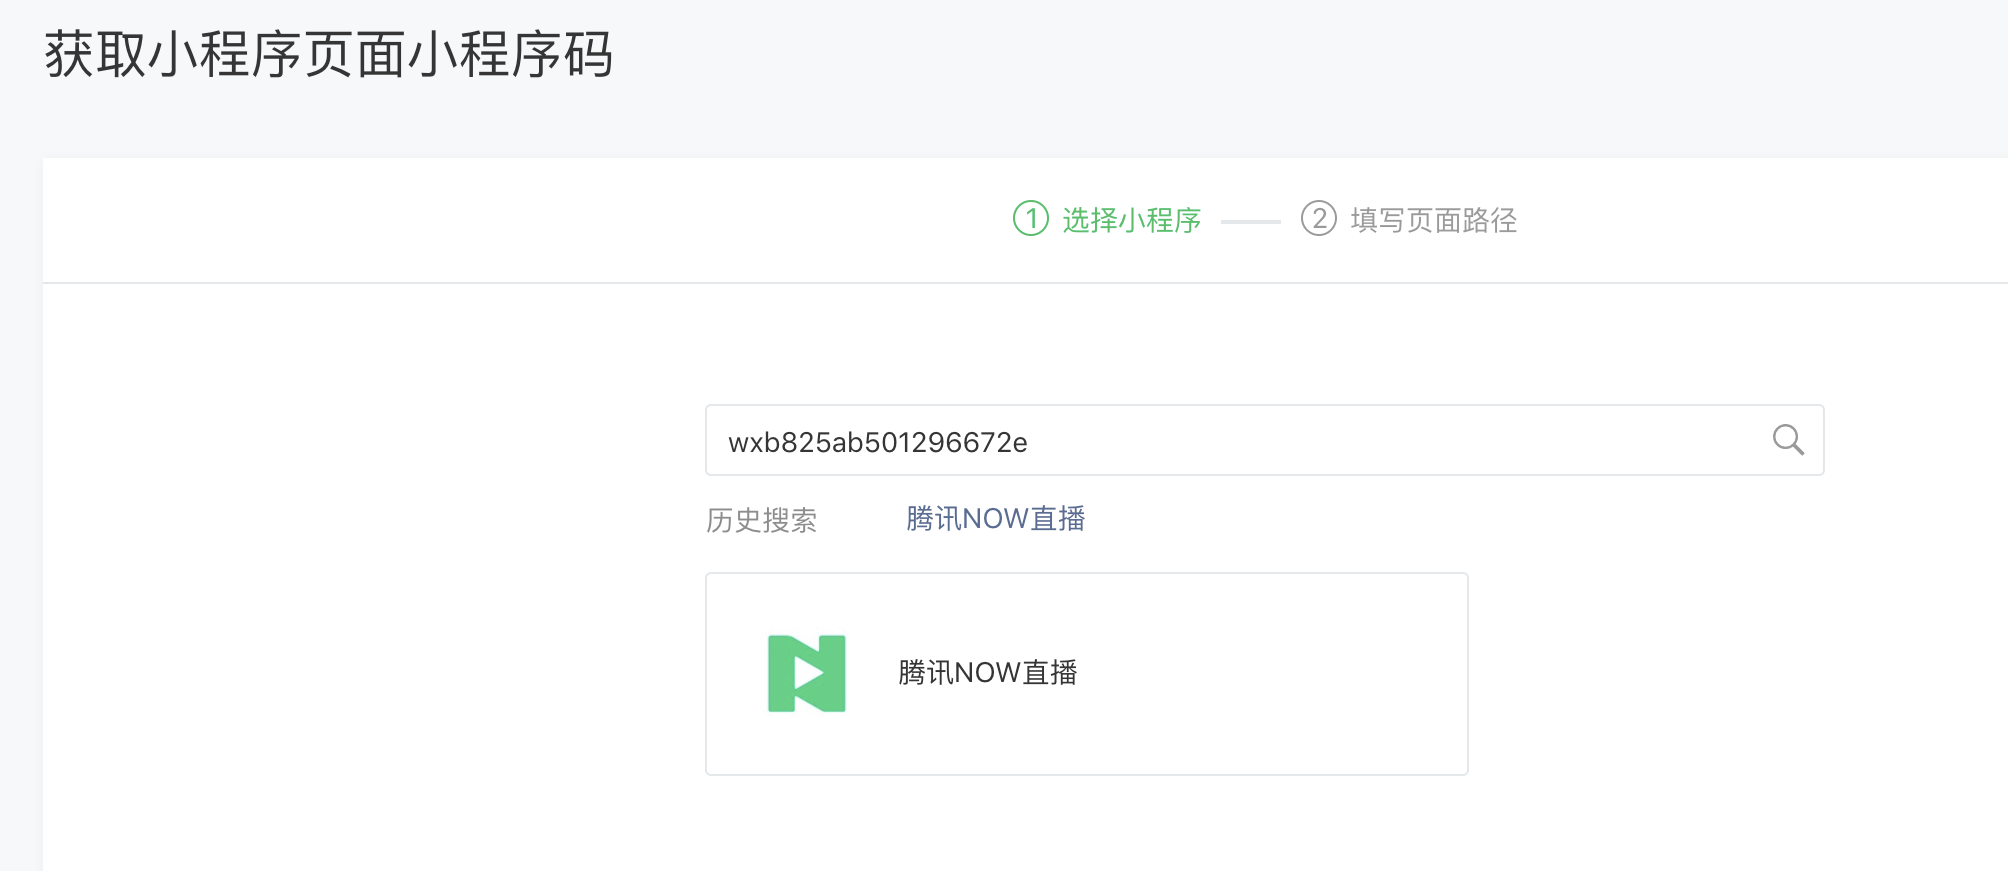 获取小程序页面小程序码
1 选择小程序 2 填写页面路径
wxb825ab501296672e
历史搜索 腾讯NOW直播
腾讯NOW直播